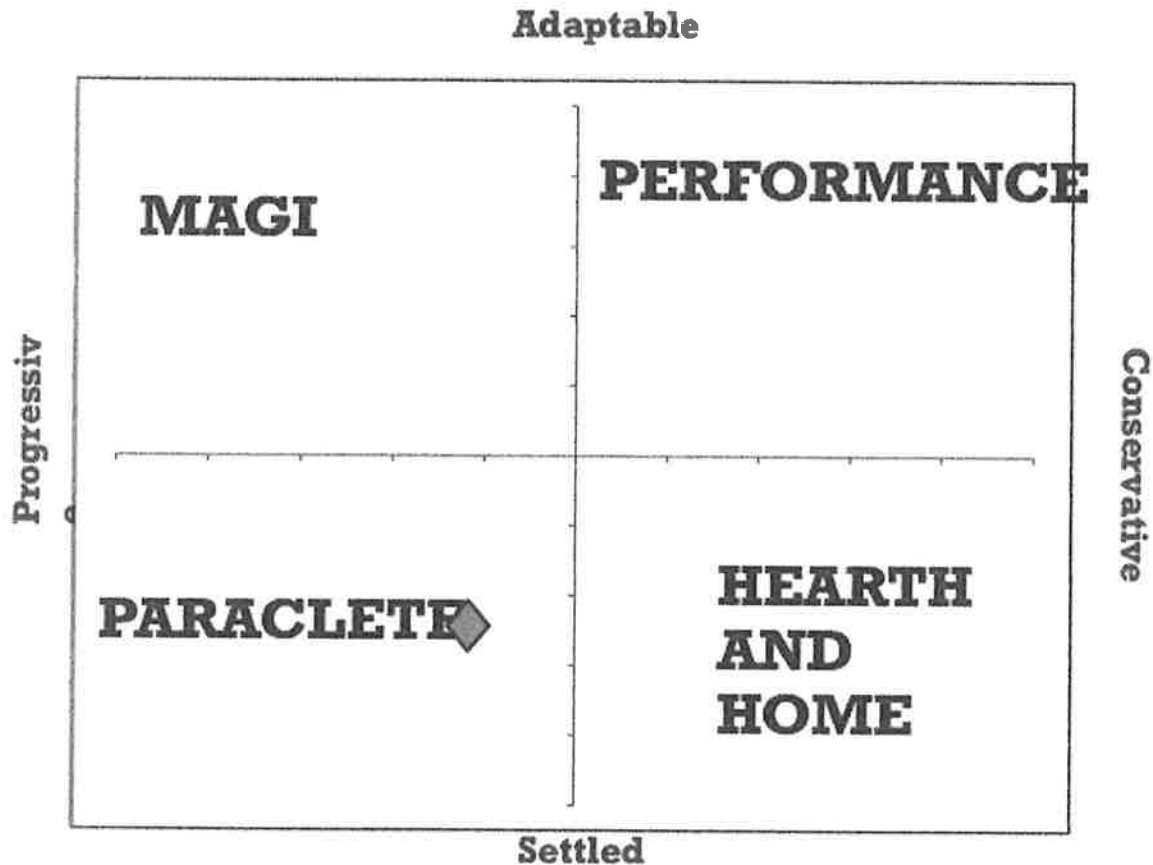 Adaptable
PERFORMANCE
MAGI
Progressiv
e
Conservative
PARACLETE
HEARTH
AND
HOME
Settled